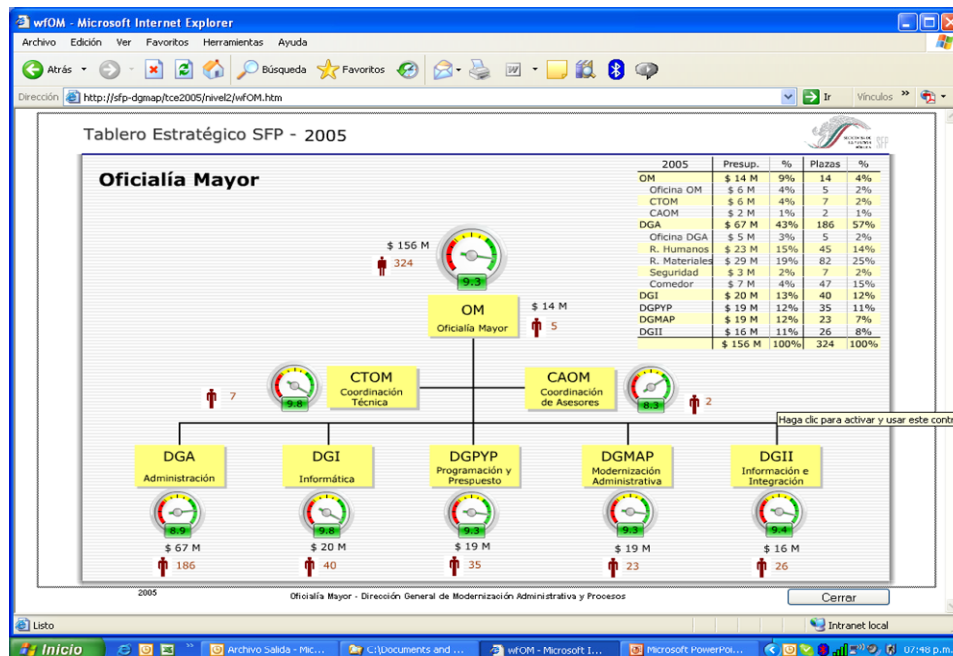 wfOM - Microsoft Internet Explorer
Archivo Edición Ver Favoritos Herramientas Ayuda
Atrás Búsqueda Favoritos
Dirección http://sfp-dgmap/tce2005/nivel2/wfOM.htm Ir Vínculos »
Tablero Estratégico SFP - 2005
SFP
Oficialía Mayor
2005 Presup. % Plazas %
OM $ 14 M 9% 14 4%
Oficina OM $ 6 M 4% 5 2%
CTOM $ 6 M 4% 7 2%
CAOM $ 2 M 1% 2 1%
DGA $ 67 M 43% 186 57%
Oficina DGA $ 5 M 3% 5 2%
R. Humanos $ 23 M 15% 45 14%
R. Materiales $ 29 M 19% 82 25%
Seguridad $ 3 M 2% 7 2%
Comedor $ 7 M 4% 47 15%
DGI $ 20 M 13% 40 12%
DGPYP $ 19 M 12% 35 11%
DGMAP $ 19 M 12% 23 7%
DGII $ 16 M 11% 26 8%
$ 156 M 100% 324 100%
$ 156 M
324
9.3
OM
Oficialía Mayor
$ 14 M
5
7
9.8
CTOM
Coordinación
Técnica
CAOM
Coordinación
de Asesores
8.3
2
Haga clic para activar y usar este contr
DGA
Administración
DGI
Informática
DGPYP
Programación y
Prespuesto
DGMAP
Modernización
Administrativa
DGII
Información e
Integración
8.9 9.8 9.3 9.3 9.4
$ 67 M $ 20 M $ 19 M $ 19 M $ 16 M
186 40 35 23 26
2005 Oficialía Mayor - Dirección General de Modernización Administrativa y Procesos Cerrar
Listo Intranet local
Inicio » Archivo Salida - Mic... C:\Documents and ... wfOM - Microsoft I... Microsoft PowerPoi... 07:48 p.m.